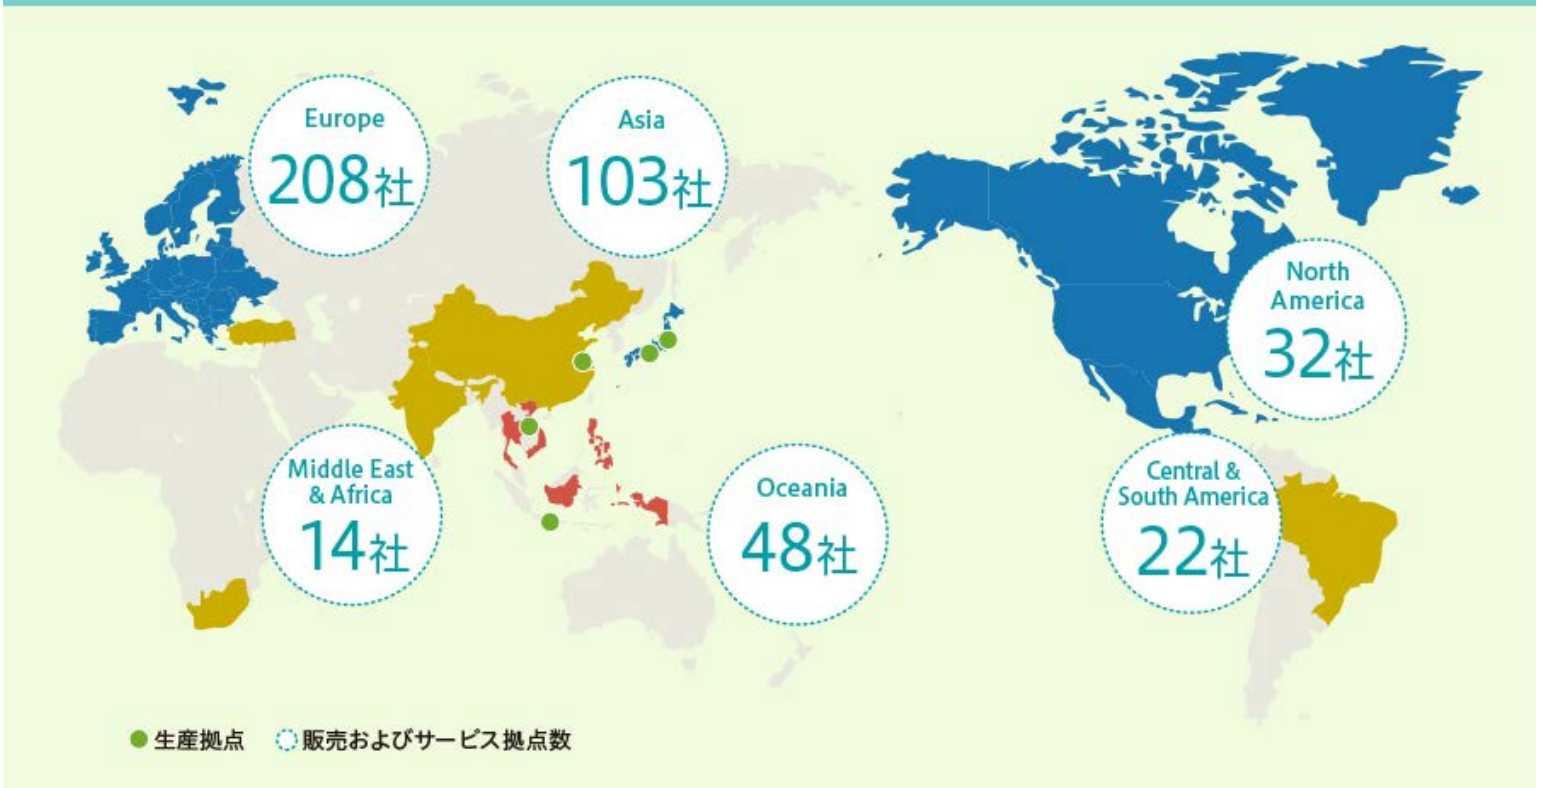 Europe
208社
Asia
103社
North
America
32社
Middle East
& Africa
14社
Oceania
48社
Central &
South America
22社
生産拠点
販売およびサービス拠点数